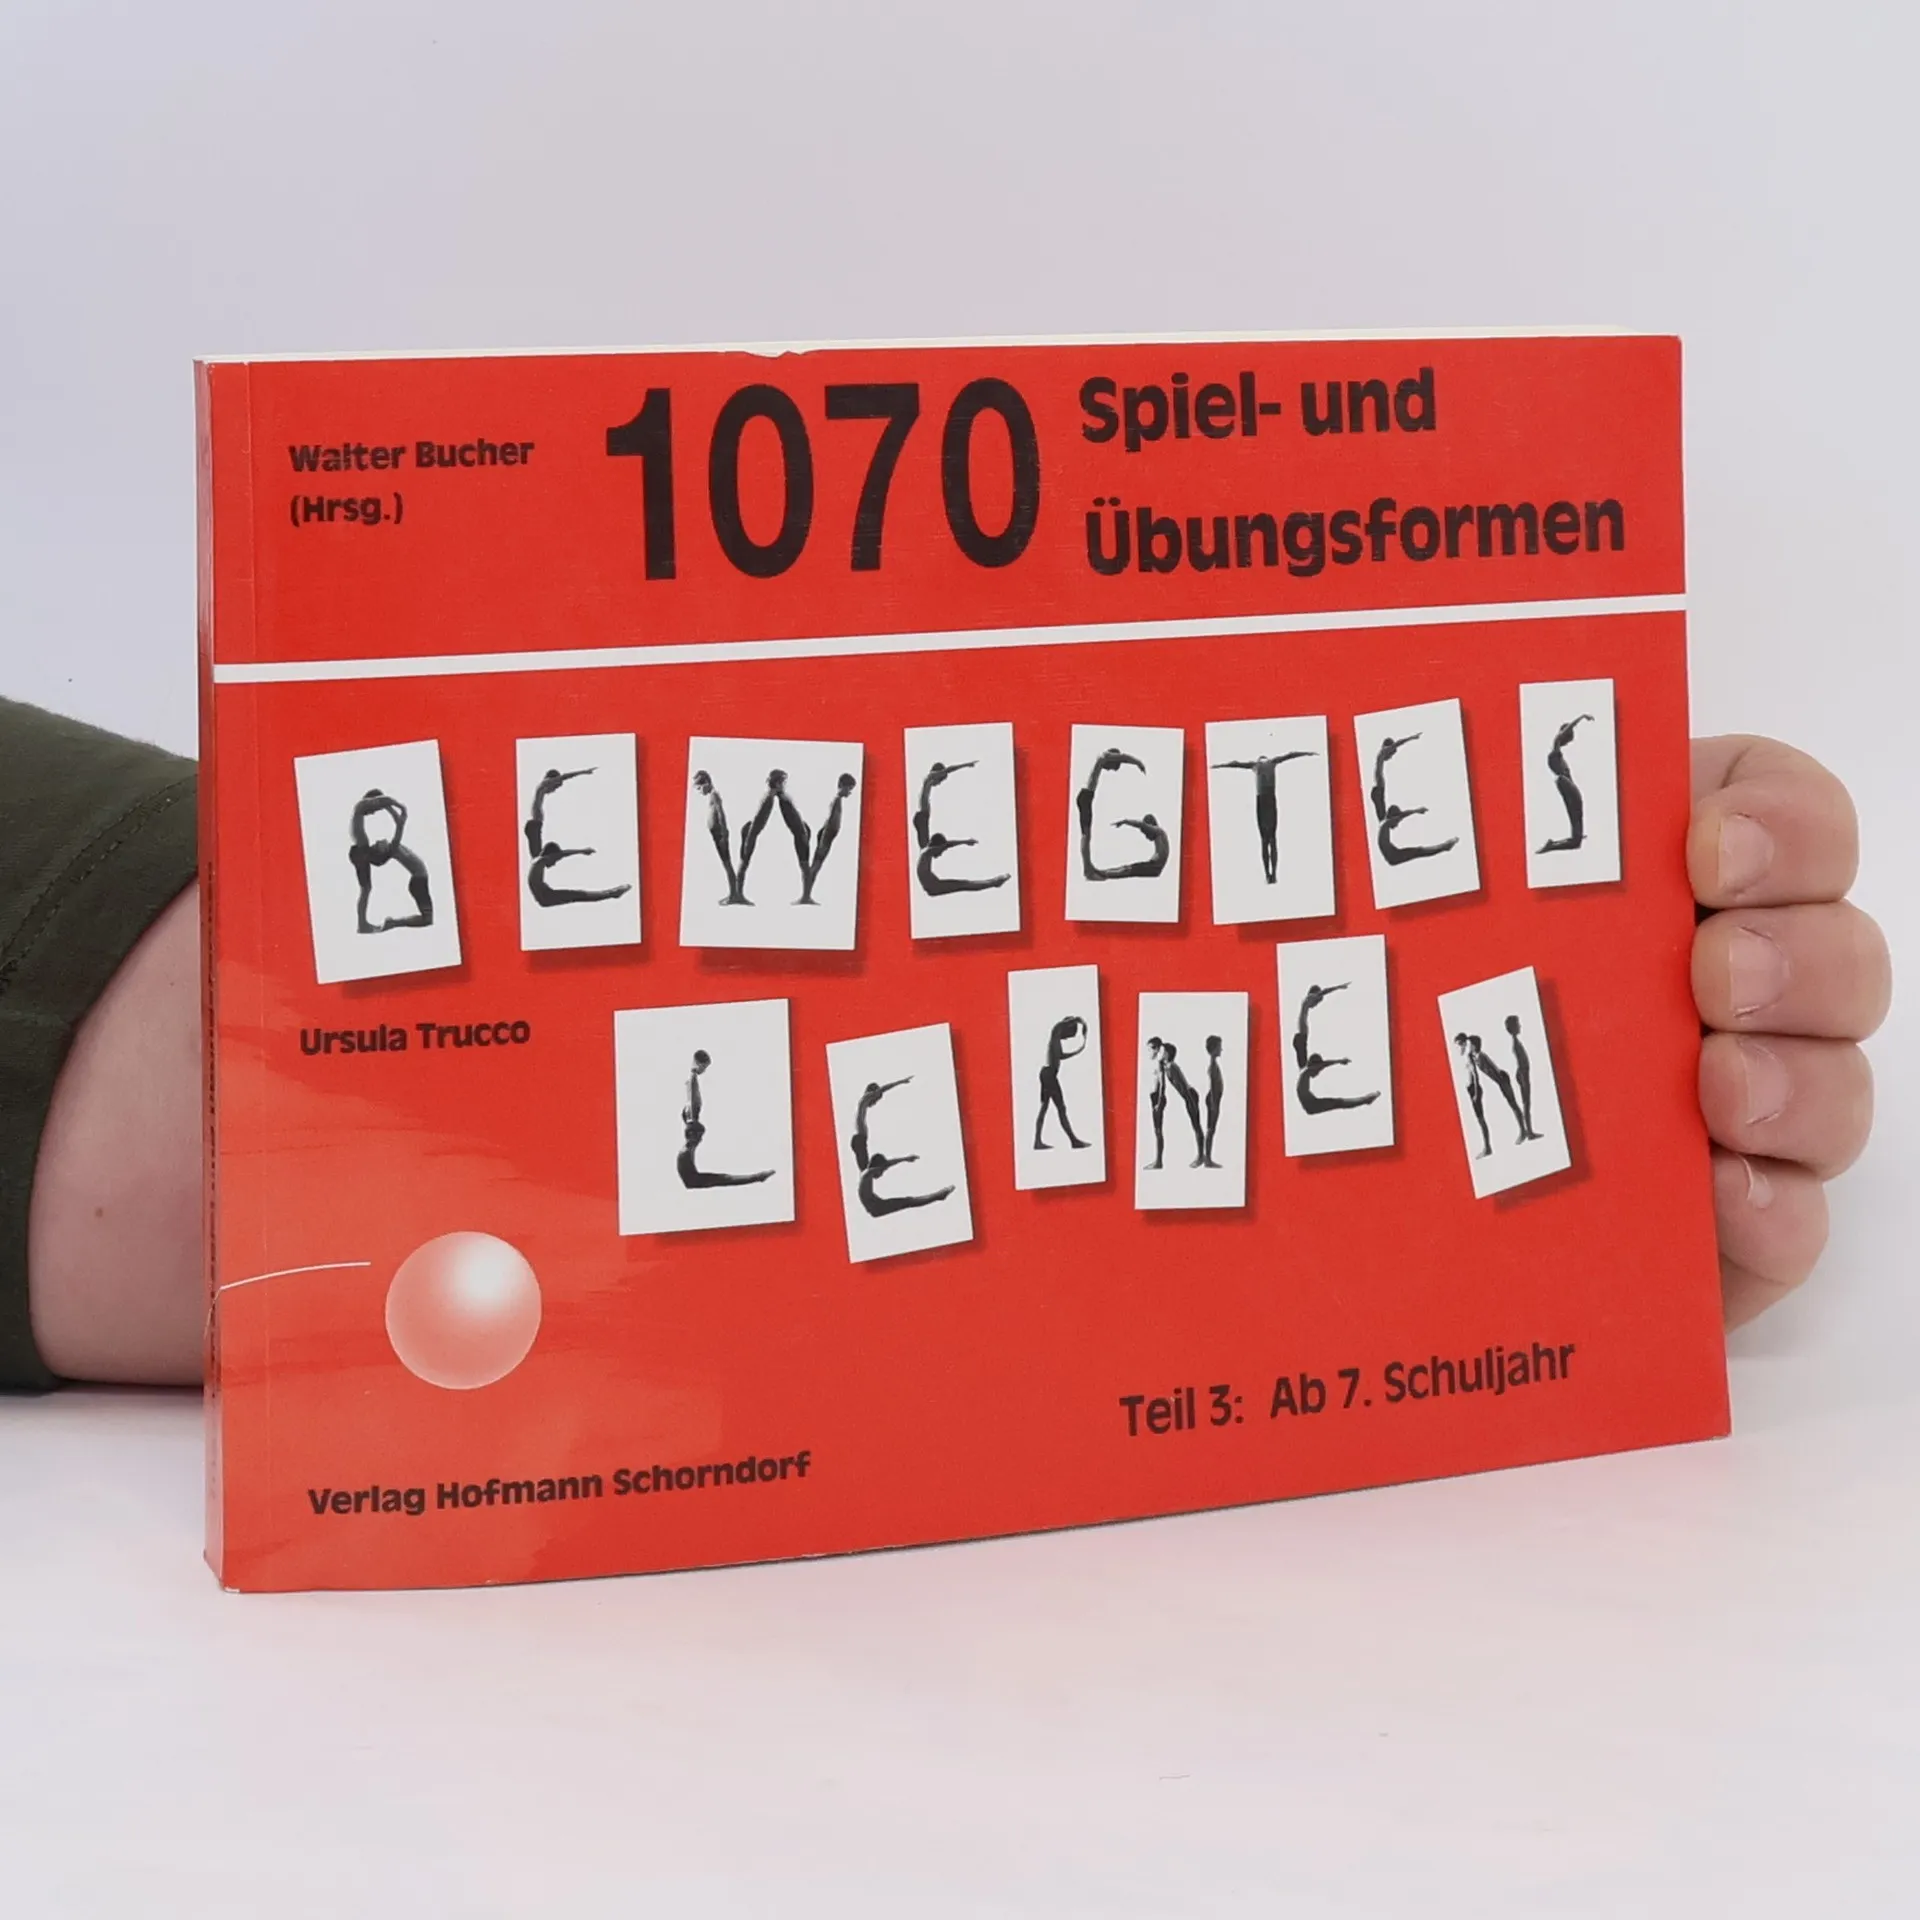 Walter Bucher
(Hrsg.)
1070
Spiel- und
Übungsformen
BEWEGTES
LERNEN
Ursula Trucco
Teil 3: Ab 7. Schuljahr
Verlag Hofmann Schorndorf